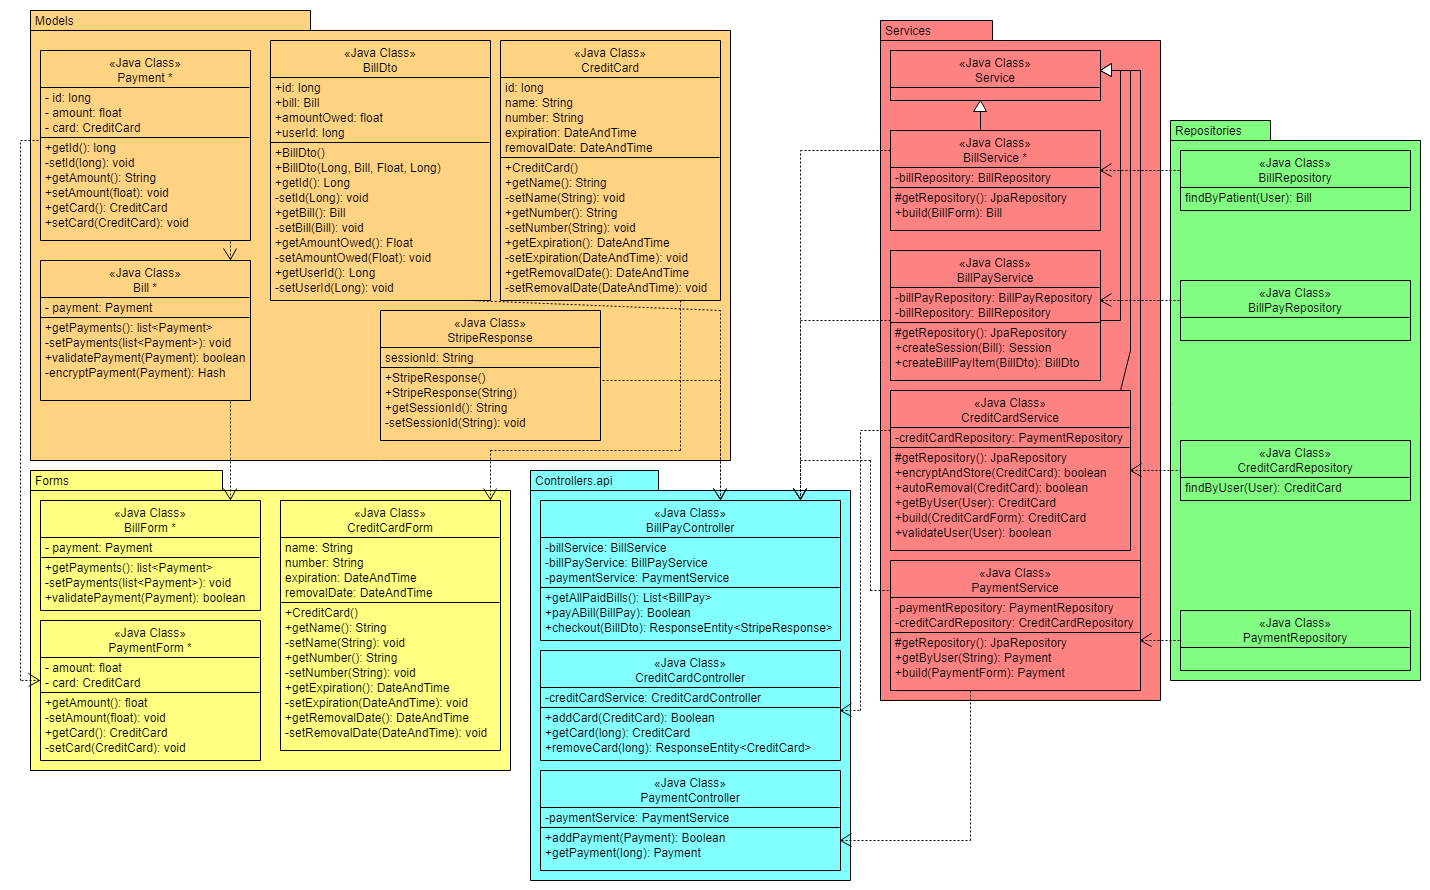 Models
«Java Class»
Payment *
- id: long
- amount: float
- card: CreditCard
+getId(): long
-setId(long): void
+getAmount(): String
+setAmount(float): void
+getCard(): CreditCard
+setCard(CreditCard): void
«Java Class»
Bill *
- payment: Payment
+getPayments(): list<Payment>
-setPayments(list<Payment>): void
+validatePayment(Payment): boolean
-encryptPayment(Payment): Hash
«Java Class»
BillDto
+id: long
+bill: Bill
+amountOwed: float
+userId: long
+BillDto()
+BillDto(Long, Bill, Float, Long)
+getId(): Long
-setId(Long): void
+getBill(): Bill
-setBill(Bill): void
+getAmountOwed(): Float
-setAmountOwed(Float): void
+getUserId(): Long
-setUserId(Long): void
«Java Class»
CreditCard
id: long
name: String
number: String
expiration: DateAndTime
removalDate: DateAndTime
+CreditCard()
+getName(): String
-setName(String): void
+getNumber(): String
-setNumber(String): void
+getExpiration(): DateAndTime
-setExpiration(DateAndTime): void
+getRemovalDate(): DateAndTime
-setRemovalDate(DateAndTime): void
«Java Class»
StripeResponse
sessionId: String
+StripeResponse()
+StripeResponse(String)
+getSessionId(): String
-setSessionId(String): void
Forms
«Java Class»
BillForm *
- payment: Payment
+getPayments(): list<Payment>
-setPayments(list<Payment>): void
+validatePayment(Payment): boolean
«Java Class»
PaymentForm *
- amount: float
- card: CreditCard
+getAmount(): float
-setAmount(float): void
+getCard(): CreditCard
-setCard(CreditCard): void
«Java Class»
CreditCardForm
name: String
number: String
expiration: DateAndTime
removalDate: DateAndTime
+CreditCard()
+getName(): String
-setName(String): void
+getNumber(): String
-setNumber(String): void
+getExpiration(): DateAndTime
-setExpiration(DateAndTime): void
+getRemovalDate(): DateAndTime
-setRemovalDate(DateAndTime): void
Controllers.api
«Java Class»
BillPayController
-billService: BillService
-billPayService: BillPayService
-paymentService: PaymentService
+getAllPaidBills(): List<BillPay>
+payABill(BillPay): Boolean
+checkout(BillDto): ResponseEntity<StripeResponse>
«Java Class»
CreditCardController
-creditCardService: CreditCardController
+addCard(CreditCard): Boolean
+getCard(long): CreditCard
+removeCard(long): ResponseEntity<CreditCard>
«Java Class»
PaymentController
-paymentService: PaymentService
+addPayment(Payment): Boolean
+getPayment(long): Payment
Services
«Java Class»
Service
«Java Class»
BillService *
-billRepository: BillRepository
#getRepository(): JpaRepository
+build(BillForm): Bill
«Java Class»
BillPayService
-billPayRepository: BillPayRepository
-billRepository: BillRepository
#getRepository(): JpaRepository
+createSession(Bill): Session
+createBillPayItem(BillDto): BillDto
«Java Class»
CreditCardService
-creditCardRepository: PaymentRepository
#getRepository(): JpaRepository
+encryptAndStore(CreditCard): boolean
+autoRemoval(CreditCard): boolean
+getByUser(User): CreditCard
+build(CreditCardForm): CreditCard
+validateUser(User): boolean
«Java Class»
PaymentService
-paymentRepository: PaymentRepository
-creditCardRepository: CreditCardRepository
#getRepository(): JpaRepository
+getByUser(String): Payment
+build(PaymentForm): Payment
Repositories
«Java Class»
BillRepository
findByPatient(User): Bill
«Java Class»
BillPayRepository
«Java Class»
CreditCardRepository
findByUser(User): CreditCard
«Java Class»
PaymentRepository